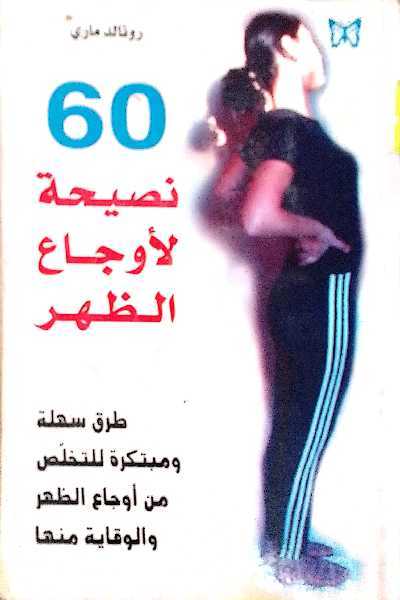 رونالد ماري
60
نصيحة
لأوجاع
الظهر
طرق سهلة
ومبتكرة للتخلّص
من أوجاع الظهر
والوقاية منها